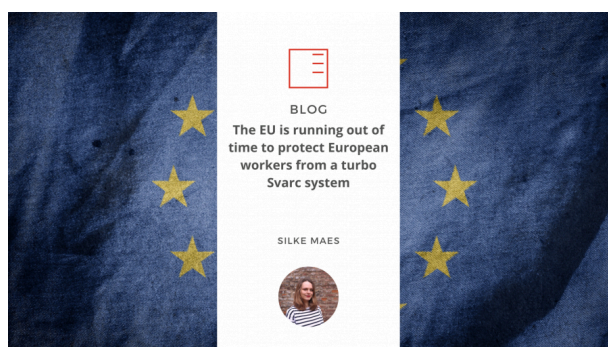 BLOG
The EU is running out of
time to protect European
workers from a turbo
Svarc system
SILKE MAES